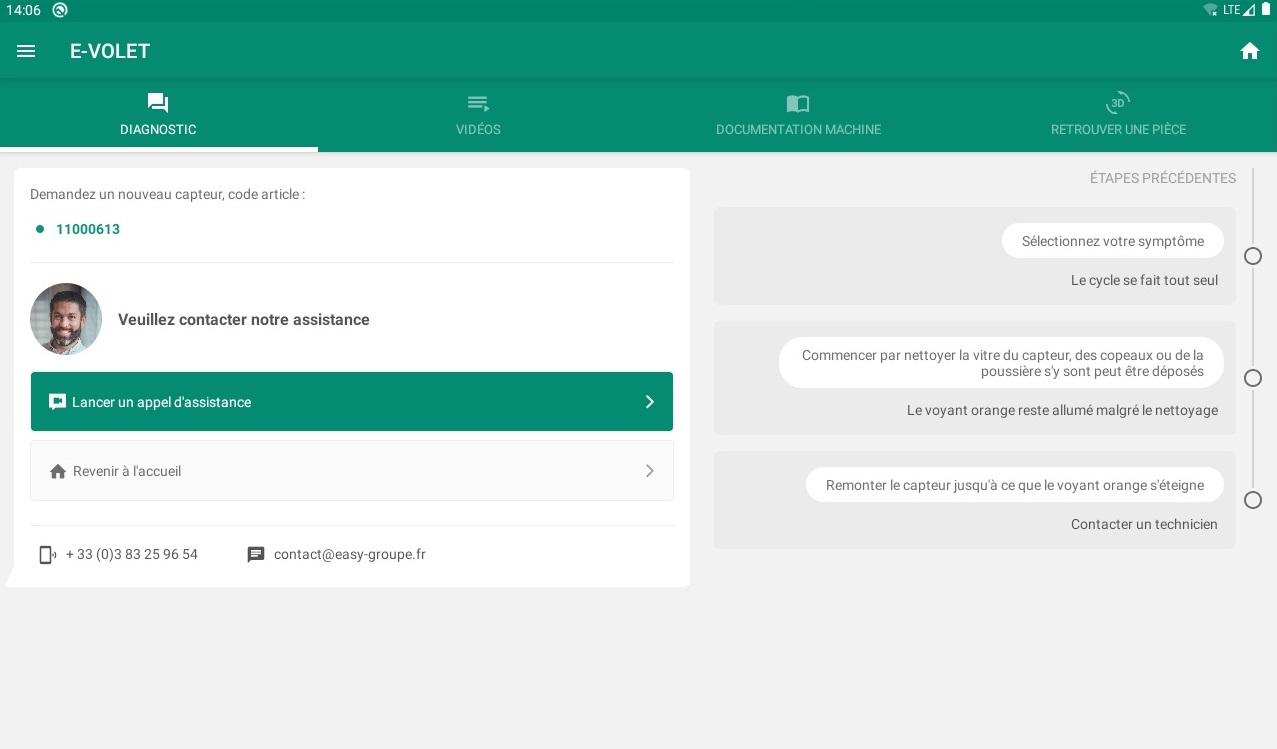 14:06
LTE
E-VOLET
DIAGNOSTIC
VIDÉOS
DOCUMENTATION MACHINE
3D
RETROUVER UNE PIÈCE
Demandez un nouveau capteur, code article :
11000613
Veuillez contacter notre assistance
Lancer un appel d'assistance
Revenir à l'accueil
+ 33 (0)3 83 25 96 54
contact@easy-groupe.fr
ÉTAPES PRÉCÉDENTES
Sélectionnez votre symptôme
Le cycle se fait tout seul
Commencer par nettoyer la vitre du capteur, des copeaux ou de la
poussière s'y sont peut être déposés
Le voyant orange reste allumé malgré le nettoyage
Remonter le capteur jusqu'à ce que le voyant orange s'éteigne
Contacter un technicien